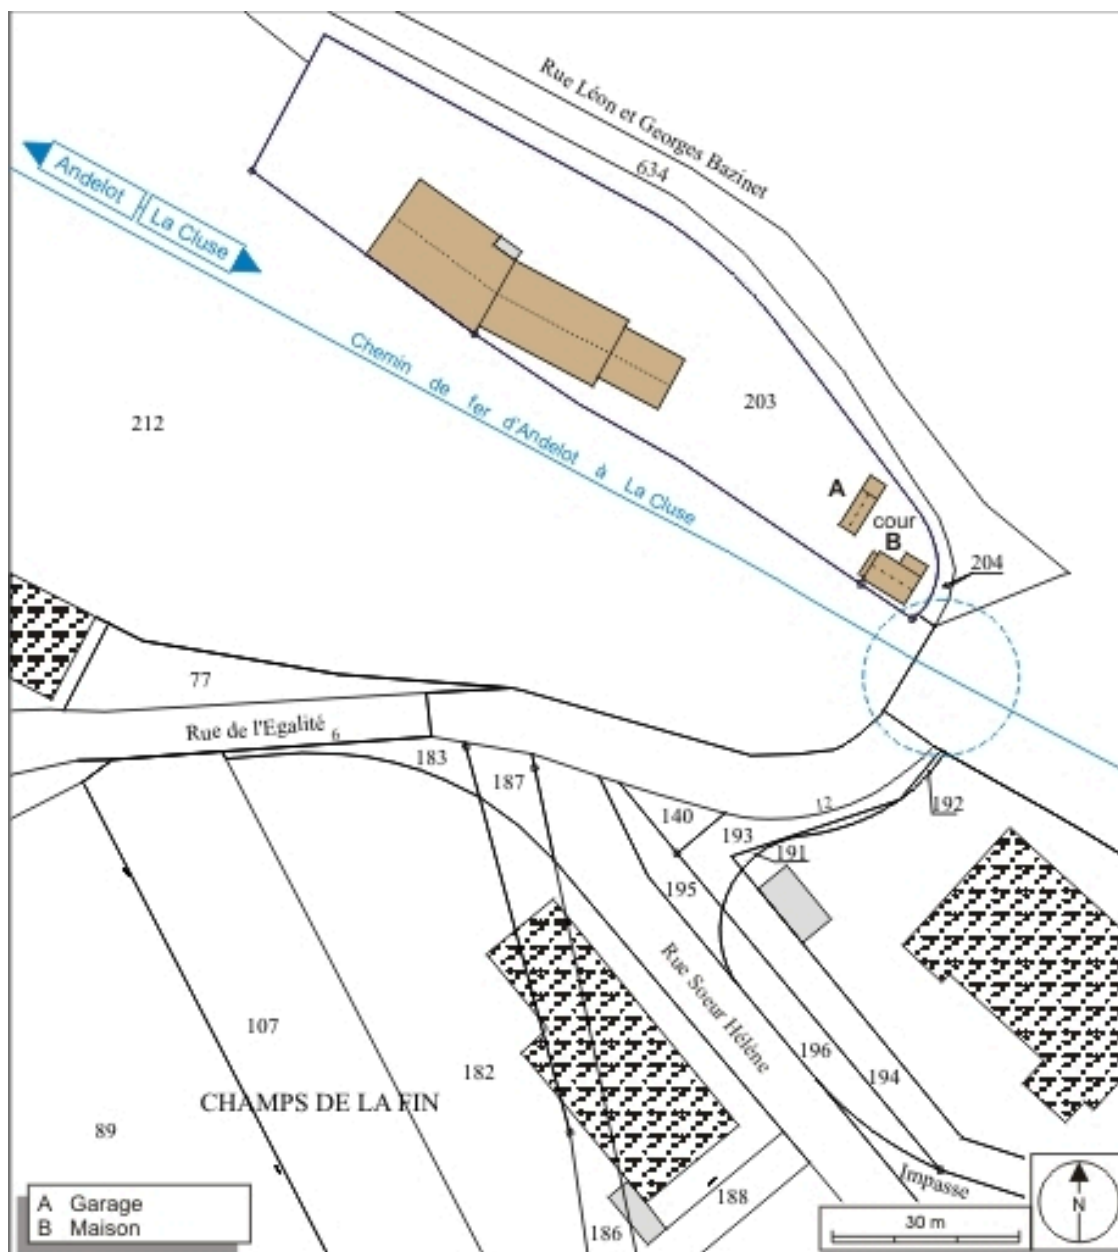 Rue Léon et Georges Bazinet
634
Andelot
La Cluse
Chemin de fer d'Andelot à La Cluse
203
212
A
cour
B
204
77
Rue de l'Egalité
6
183
187
12
192
140
193
191
195
Rue Soeur Hélène
107
182
196
194
CHAMPS DE LA FIN
89
Impasse
188
186
A Garage
B Maison
30 m
N